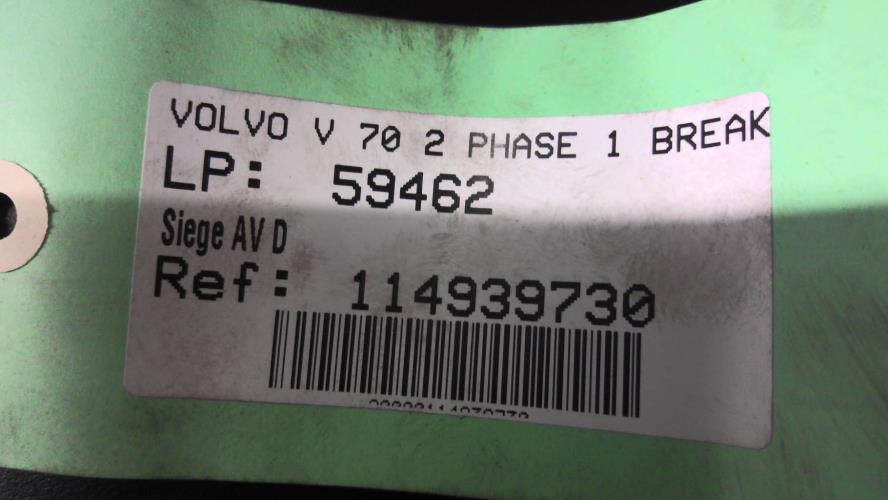 VOLVO V 70 2 PHASE 1 BREAK
LP: 59462
Siege AV D
Ref: 114939730